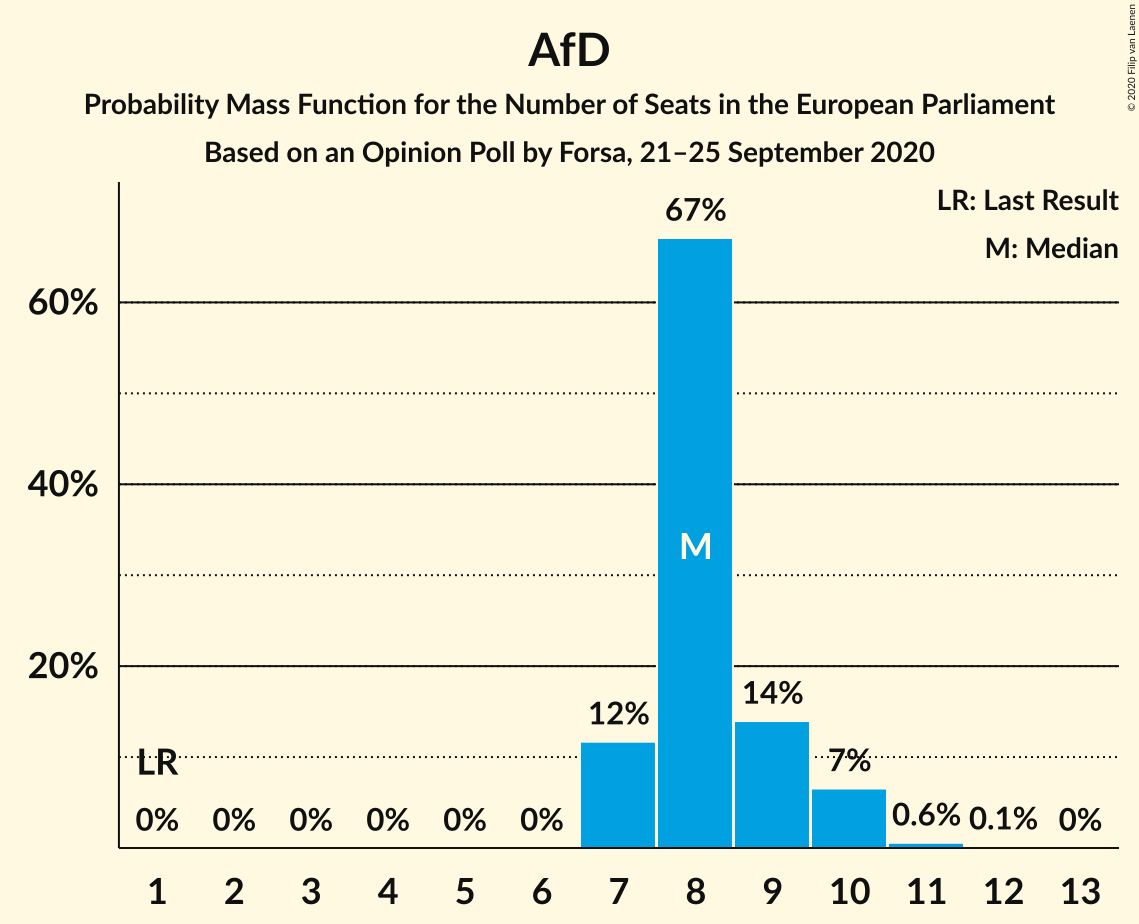 AfD
Probability Mass Function for the Number of Seats in the European Parliament
Based on an Opinion Poll by Forsa, 21–25 September 2020
© 2020 Filip van Laenen
LR: Last Result
M: Median
67%
60%
40%
M
20%
14%
12%
LR
7%
0% 0% 0% 0% 0% 0% 0.6% 0.1% 0%
1 2 3 4 5 6 7 8 9 10 11 12 13